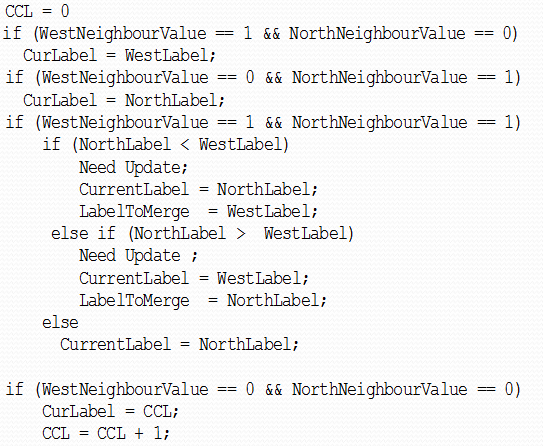 CCL = 0
if (WestNeighbourValue == 1 && NorthNeighbourValue == 0)
CurLabel = WestLabel;
if (WestNeighbourValue == 0 && NorthNeighbourValue == 1)
CurLabel = NorthLabel;
if (WestNeighbourValue == 1 && NorthNeighbourValue == 1)
if (NorthLabel < WestLabel)
Need Update;
CurrentLabel = NorthLabel;
LabelToMerge = WestLabel;
else if (NorthLabel > WestLabel)
Need Update ;
CurrentLabel = WestLabel;
LabelToMerge = NorthLabel;
else
CurrentLabel = NorthLabel;
if (WestNeighbourValue == 0 && NorthNeighbourValue == 0)
CurLabel = CCL;
CCL = CCL + 1;